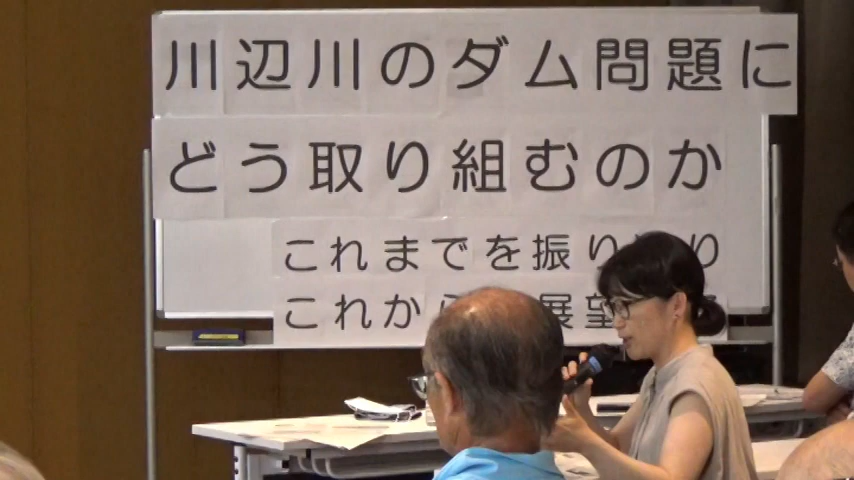 川辺川のダム問題に
どう取り組むのか
これまでを振り り
これか 展望